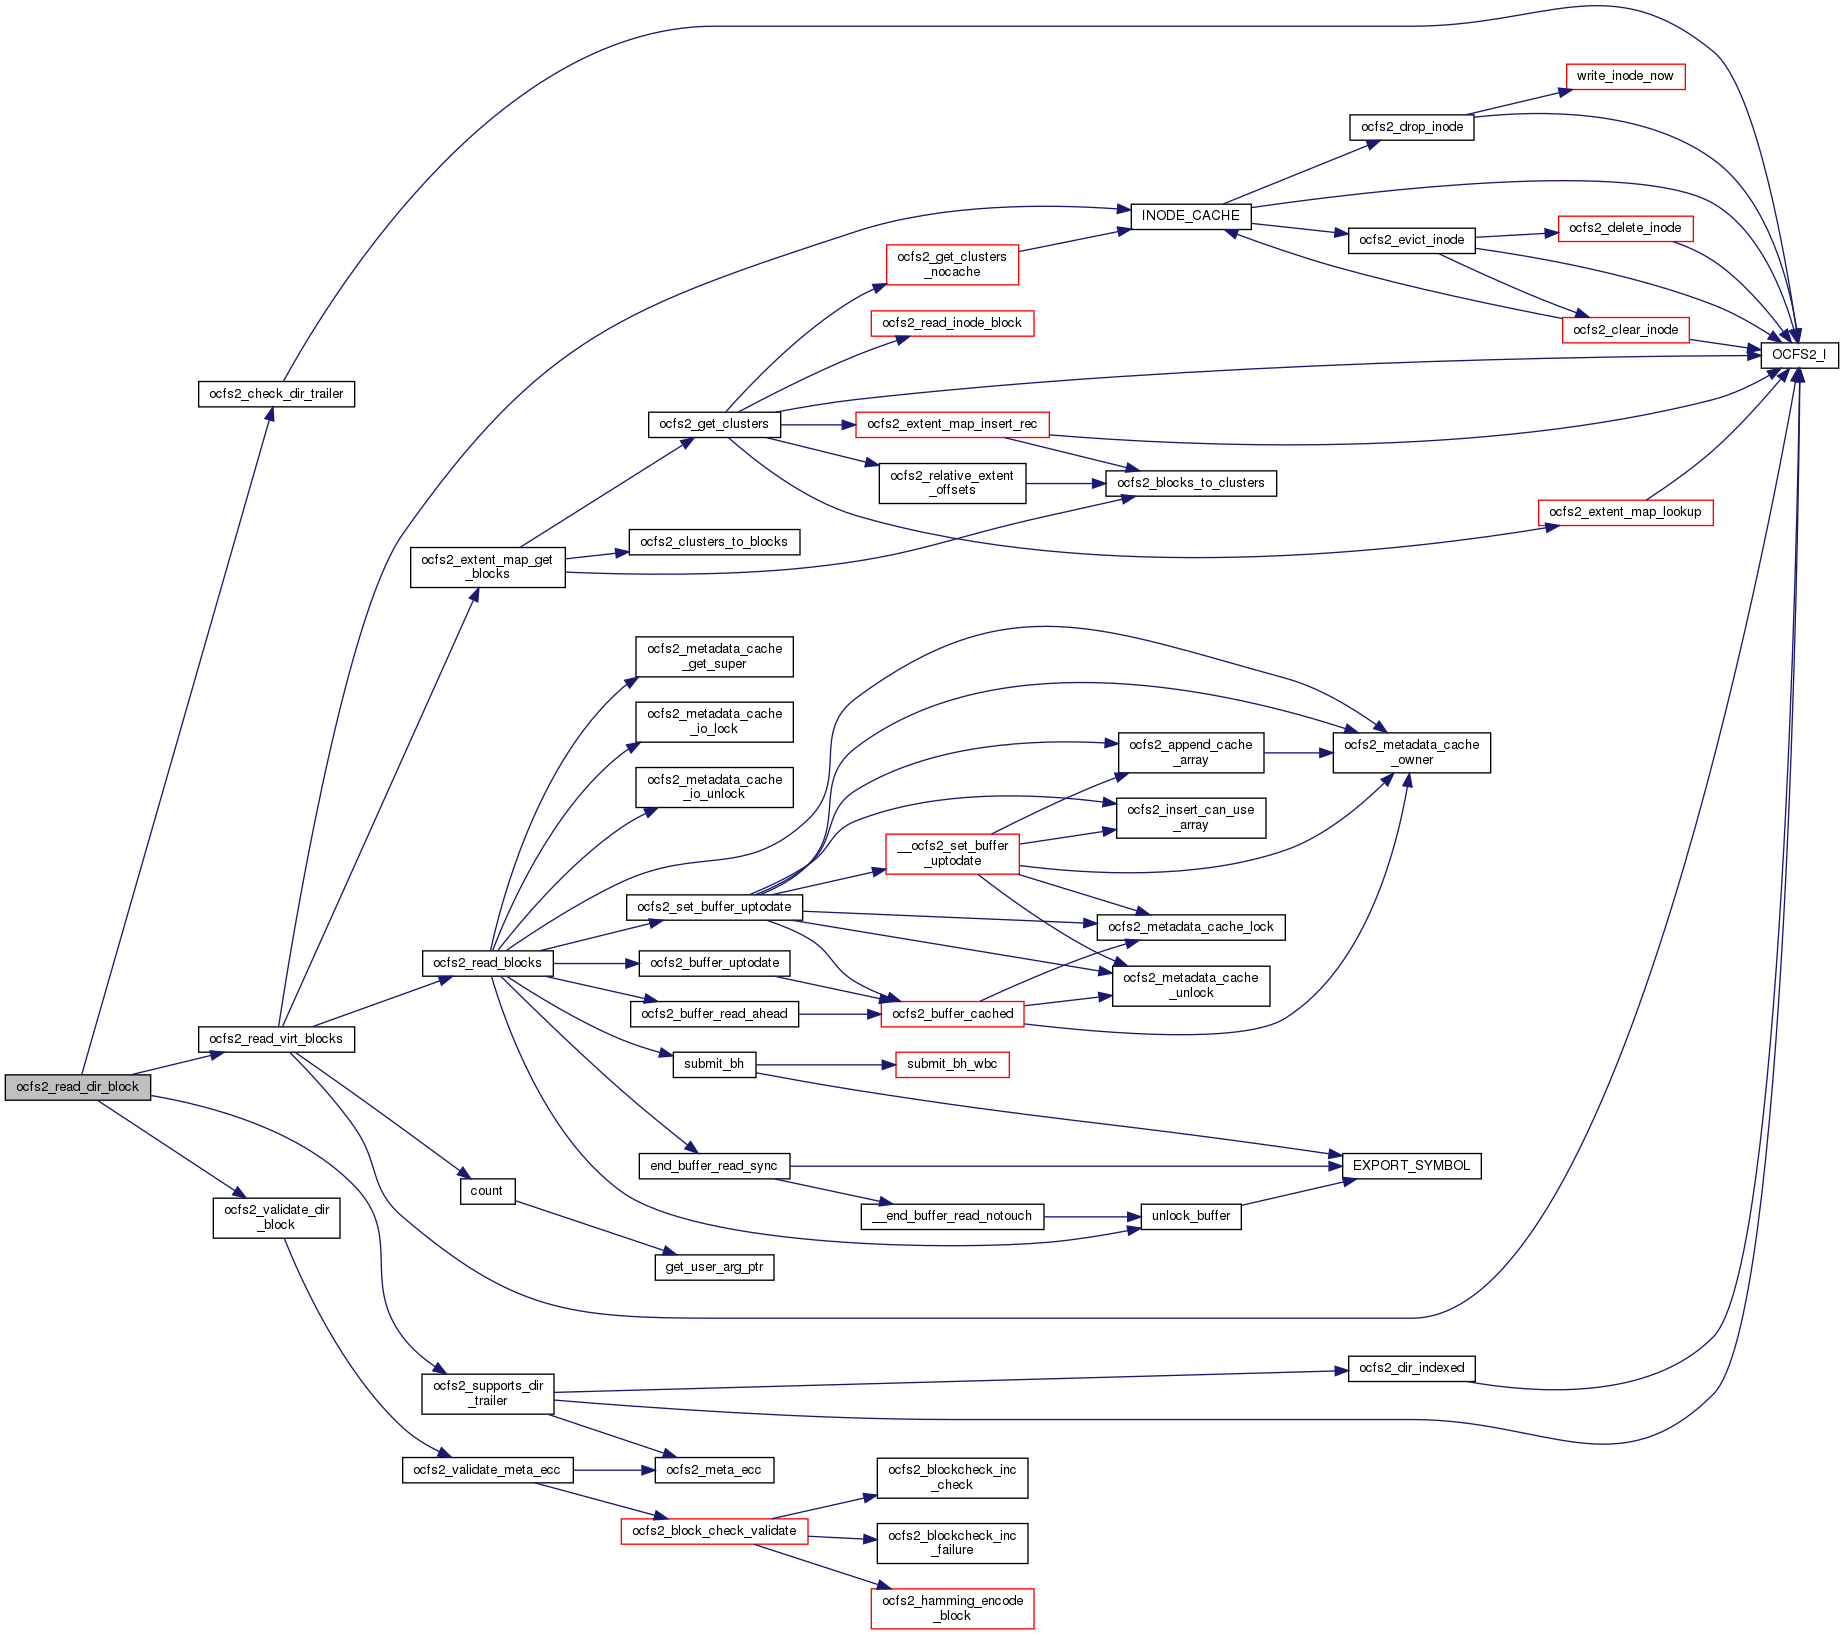 write_inode_now
ocfs2_drop_inode
INODE_CACHE
ocfs2_delete_inode
ocfs2_evict_inode
ocfs2_get_clusters
_nocache
ocfs2_read_inode_block
ocfs2_clear_inode
OCFS2_I
ocfs2_check_dir_trailer
ocfs2_get_clusters
ocfs2_extent_map_insert_rec
ocfs2_relative_extent
_offsets
ocfs2_blocks_to_clusters
ocfs2_extent_map_lookup
ocfs2_clusters_to_blocks
ocfs2_extent_map_get
_blocks
ocfs2_metadata_cache
_get_super
ocfs2_metadata_cache
_io_lock
ocfs2_append_cache
_array
ocfs2_metadata_cache
_owner
ocfs2_metadata_cache
_io_unlock
ocfs2_insert_can_use
_array
__ocfs2_set_buffer
_uptodate
ocfs2_set_buffer_uptodate
ocfs2_metadata_cache_lock
ocfs2_read_blocks
ocfs2_buffer_uptodate
ocfs2_metadata_cache
_unlock
ocfs2_buffer_read_ahead
ocfs2_buffer_cached
ocfs2_read_virt_blocks
submit_bh
submit_bh_wbc
ocfs2_read_dir_block
end_buffer_read_sync
EXPORT_SYMBOL
count
ocfs2_validate_dir
_block
__end_buffer_read_notouch
unlock_buffer
get_user_arg_ptr
ocfs2_dir_indexed
ocfs2_supports_dir
_trailer
ocfs2_validate_meta_ecc
ocfs2_meta_ecc
ocfs2_blockcheck_inc
_check
ocfs2_block_check_validate
ocfs2_blockcheck_inc
_failure
ocfs2_hamming_encode
_block